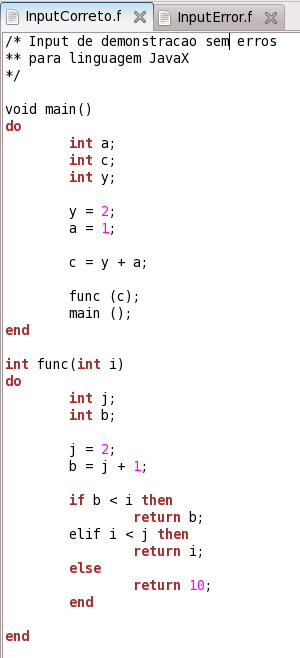 InputCorreto.f
InputError.f
/* Input de demonstracao sem erros
** para linguagem JavaX
*/
void main()
do
int a;
int c;
int y;
y = 2;
a = 1;
c = y + a;
func (c);
main ();
end
int func(int i)
do
int j;
int b;
j = 2;
b = j + 1;
if b < i then
return b;
elif i < j then
return i;
else
return 10;
end
end